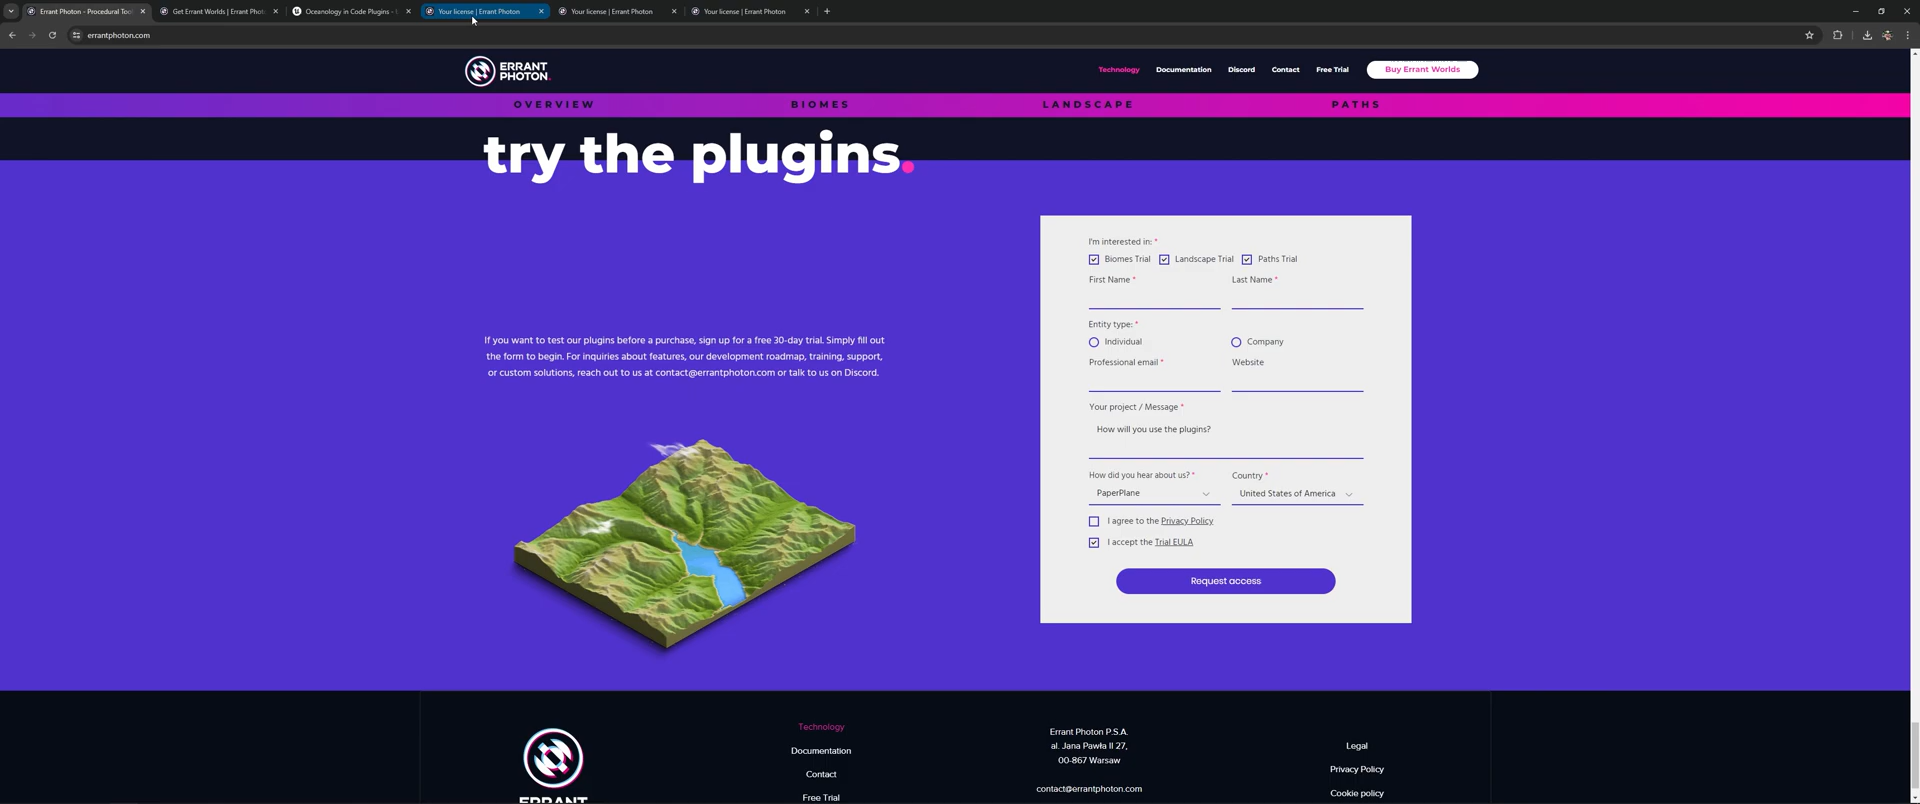 Errant Photon - Procedural Tool
Get Errant Worlds | Errant Phot
Oceanology in Code Plugins -
Your license | Errant Photon
Your license | Errant Photon
Your license | Errant Photon
errantphoton.com
ERRANT
PHOTON.
Technology
Documentation
Discord
Contact
Free Trial
Buy Errant Worlds
OVERVIEW
BIOMES
LANDSCAPE
PATHS
try the plugins.
If you want to test our plugins before a purchase, sign up for a free 30-day trial. Simply fill out
the form to begin. For inquiries about features, our development roadmap, training, support,
or custom solutions, reach out to us at contact@errantphoton.com or talk to us on Discord.
I'm interested in: *
Biomes Trial
Landscape Trial
Paths Trial
First Name *
Last Name *
Entity type: *
Individual
Company
Professional email *
Website
Your project / Message *
How will you use the plugins?
How did you hear about us? *
Country *
PaperPlane
United States of America
I agree to the Privacy Policy
I accept the Trial EULA
Request access
ERRANT
Technology
Documentation
Contact
Free Trial
Errant Photon P.S.A.
al. Jana Pawła II 27,
00-867 Warsaw
contact@errantphoton.com
Legal
Privacy Policy
Cookie policy